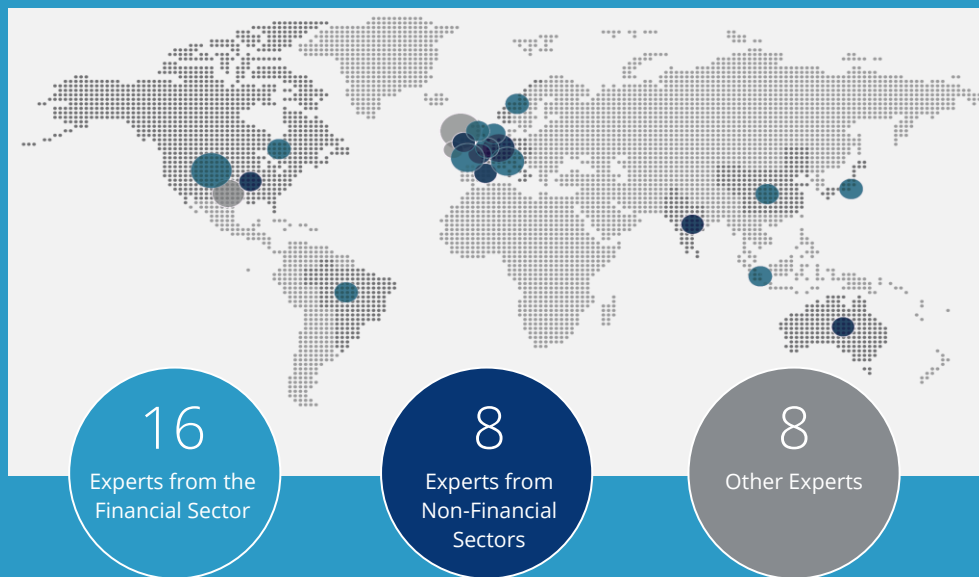 16
Experts from the
Financial Sector
8
Experts from
Non-Financial
Sectors
8
Other Experts